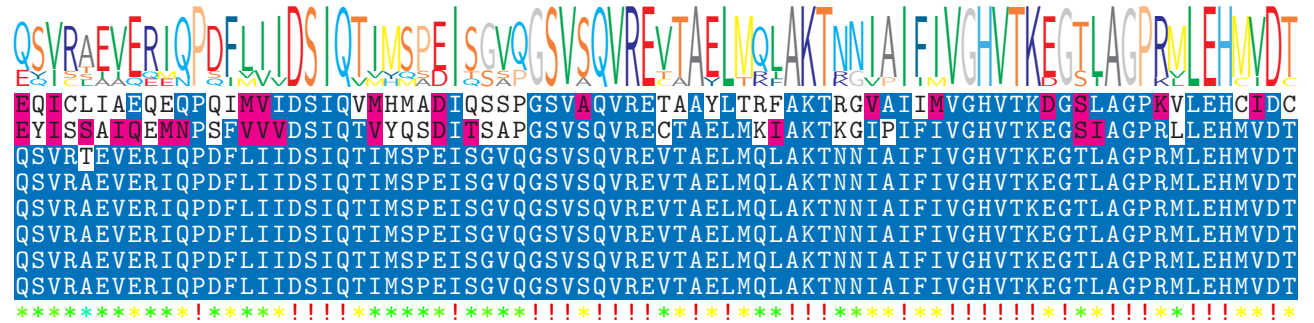 QSVRAEVERIQPDFLIIDSIQTIMSPEISGVQGSVSQVREVTAELMQLAKTNNIAIFIVGHVTKEGTLAGPRMLEHMVDT
EQICLIAEQEQPQIMVIDSIQVMHMADIQSSPGSVAQVRETAAYLTRFAKTRGVAIIMVGHVTKDGSLAGPKVLEHCIDC
EYISSAIQEMNPSFVVVDSIQTVYQSDITSAPGSVSQVRECTAELMKIAKTKGIPIFIVGHVTKEGSIAGPRLLEHMVDT
QSVRTEVERIQPDFLIIDSIQTIMSPEISGVQGSVSQVREVTAELMQLAKTNNIAIFIVGHVTKEGTLAGPRMLEHMVDT
QSVRAEVERIQPDFLIIDSIQTIMSPEISGVQGSVSQVREVTAELMQLAKTNNIAIFIVGHVTKEGTLAGPRMLEHMVDT
QSVRAEVERIQPDFLIIDSIQTIMSPEISGVQGSVSQVREVTAELMQLAKTNNIAIFIVGHVTKEGTLAGPRMLEHMVDT
QSVRAEVERIQPDFLIIDSIQTIMSPEISGVQGSVSQVREVTAELMQLAKTNNIAIFIVGHVTKEGTLAGPRMLEHMVDT
QSVRAEVERIQPDFLIIDSIQTIMSPEISGVQGSVSQVREVTAELMQLAKTNNIAIFIVGHVTKEGTLAGPRMLEHMVDT
QSVRAEVERIQPDFLIIDSIQTIMSPEISGVQGSVSQVREVTAELMQLAKTNNIAIFIVGHVTKEGTLAGPRMLEHMVDT
***********!*****!!!!******!****!!!*!!!!**!*!***!!!****!**!!!!!!*!**!!!**!!!**!*